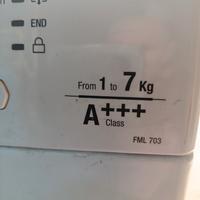 END
From 1 to 7 Kg
A+++
Class
FML 703